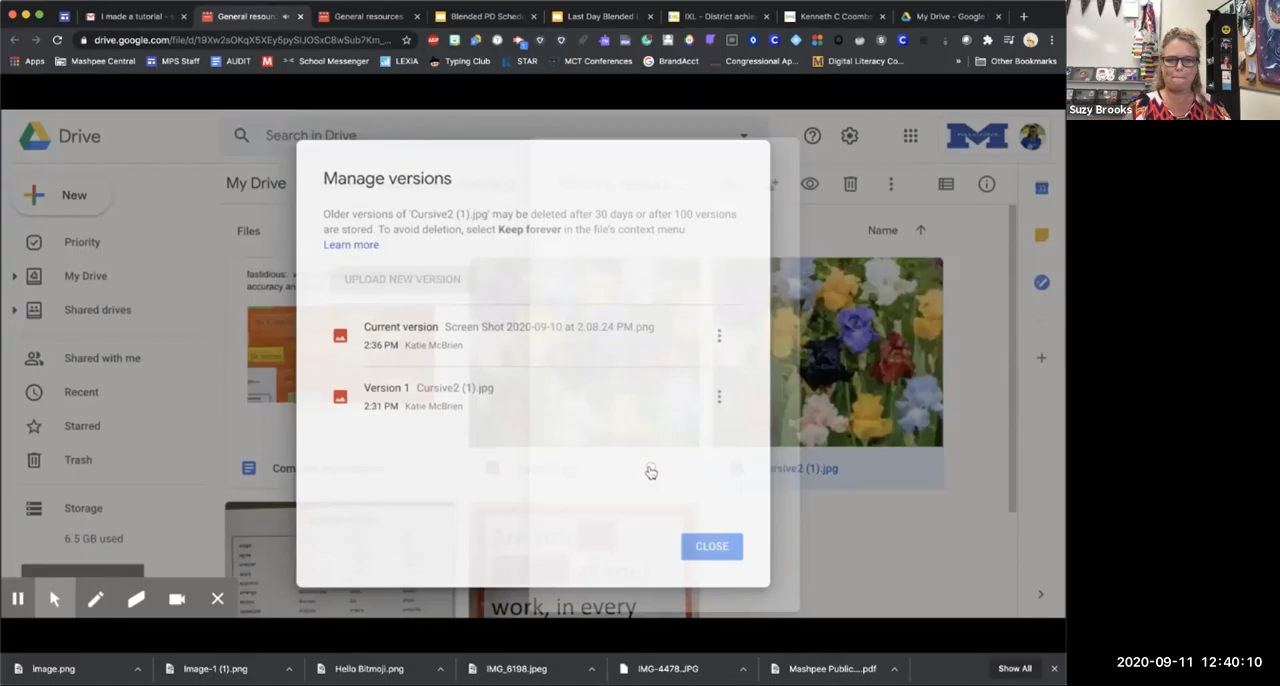 I made a tutorial -
General resour
General resources
Blended PD Sched
Last Day Blended
IXL - District achie
Kenneth C Coombs
My Drive - Google
drive.google.com/file/d/19Xw2sOKqX5XEy5pySIJOSxC8wSub7Km_...
Apps Mashpee Central MPS Staff AUDIT School Messenger LEXIA Typing Club STAR MCT Conferences BrandAcct Congressional Ap... Digital Literacy Co... » Other Bookmarks
Suzy Brooks
Drive
Search in Drive
New
My Drive
Priority
My Drive
Shared drives
Shared with me
Recent
Starred
Trash
Storage
6.5 GB used
Files
Name
fastidious:
accuracy an
Manage versions
Older versions of 'Cursive2 (1).jpg' may be deleted after 30 days or after 100 versions
are stored. To avoid deletion, select Keep forever in the file's context menu
Learn more
UPLOAD NEW VERSION
Current version Screen Shot 2020-09-10 at 2.08.24 PM.png
2:36 PM Katie McBrien
Version 1 Cursive2 (1).jpg
2:31 PM Katie McBrien
Com
ursive2 (1).jpg
CLOSE
work, in every
image.png
Image-1 (1).png
Hello Bitmoji.png
IMG_6198.jpeg
IMG-4478.JPG
Mashpee Public....pdf
Show All
2020-09-11 12:40:10